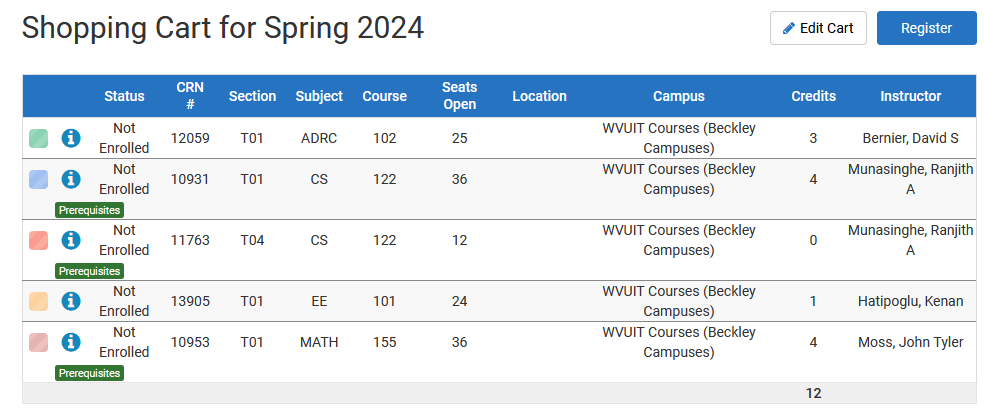 Shopping Cart for Spring 2024
Edit Cart
Register
Status CRN # Section Subject Course Seats Open Location Campus Credits Instructor
Not Enrolled 12059 T01 ADRC 102 25 WVUIT Courses (Beckley Campuses) 3 Bernier, David S
Not Enrolled 10931 T01 CS 122 36 WVUIT Courses (Beckley Campuses) 4 Munasinghe, Ranjith A
Prerequisites
Not Enrolled 11763 T04 CS 122 12 WVUIT Courses (Beckley Campuses) 0 Munasinghe, Ranjith A
Prerequisites
Not Enrolled 13905 T01 EE 101 24 WVUIT Courses (Beckley Campuses) 1 Hatipoglu, Kenan
Not Enrolled 10953 T01 MATH 155 36 WVUIT Courses (Beckley Campuses) 4 Moss, John Tyler
Prerequisites
12